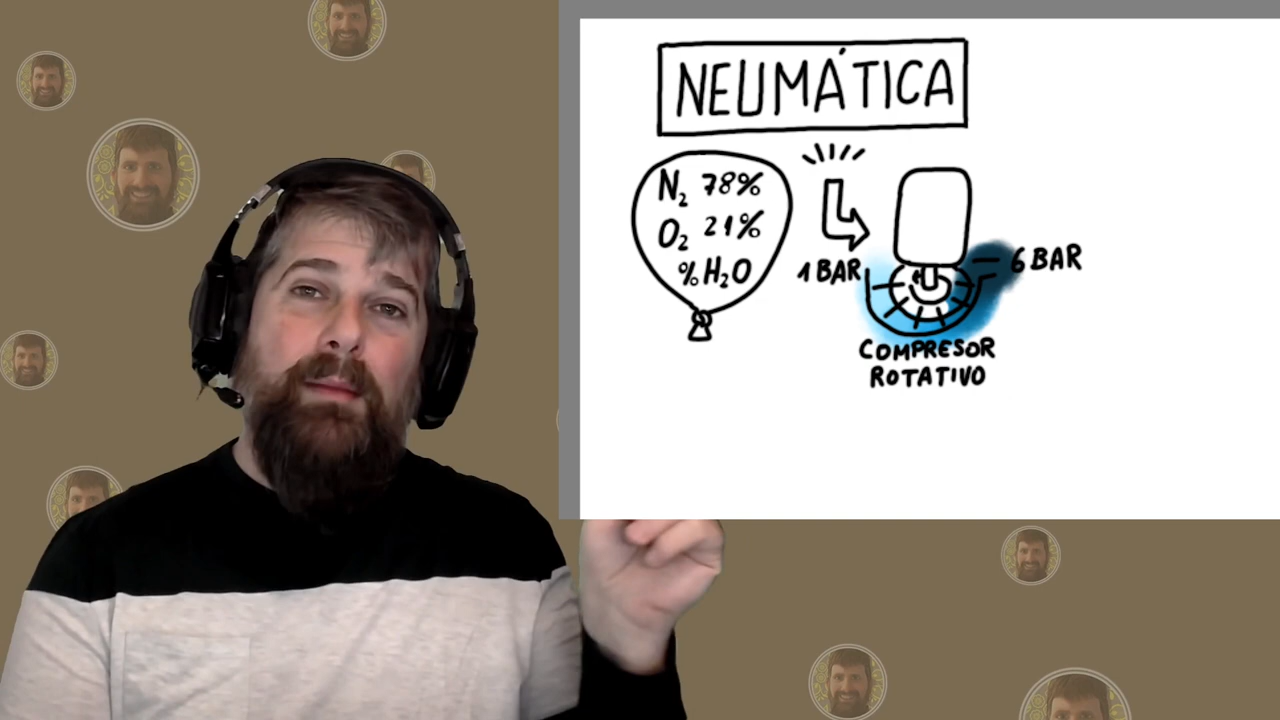 NEUMÁTICA
N₂ 78%
O₂ 21%
% H₂O
1 BAR
6 BAR
COMPRESOR
ROTATIVO